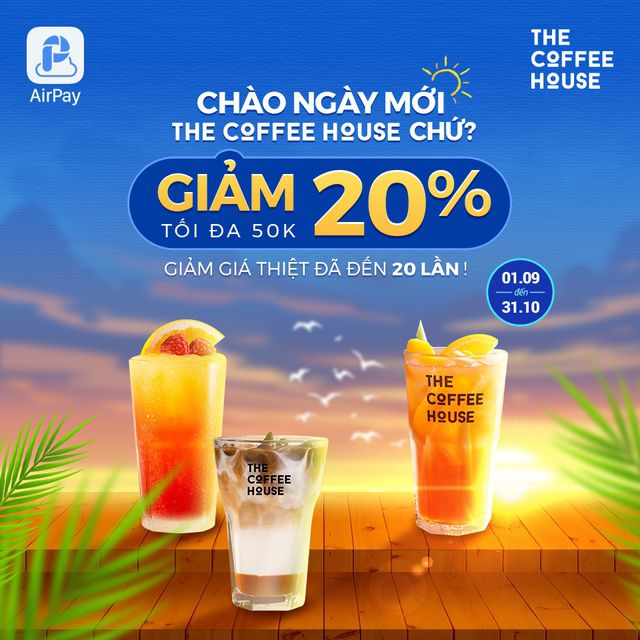 AirPay
THE
COFFEE
HOUSE
CHÀO NGÀY MỚI
THE COFFEE HOUSE CHỨ?
GIẢM 20%
TỐI ĐA 50K
GIẢM GIÁ THIỆT ĐÃ ĐẾN 20 LẦN !
01.09
đến
31.10
THE
COFFEE
HOUSE
THE
COFFEE
HOUSE